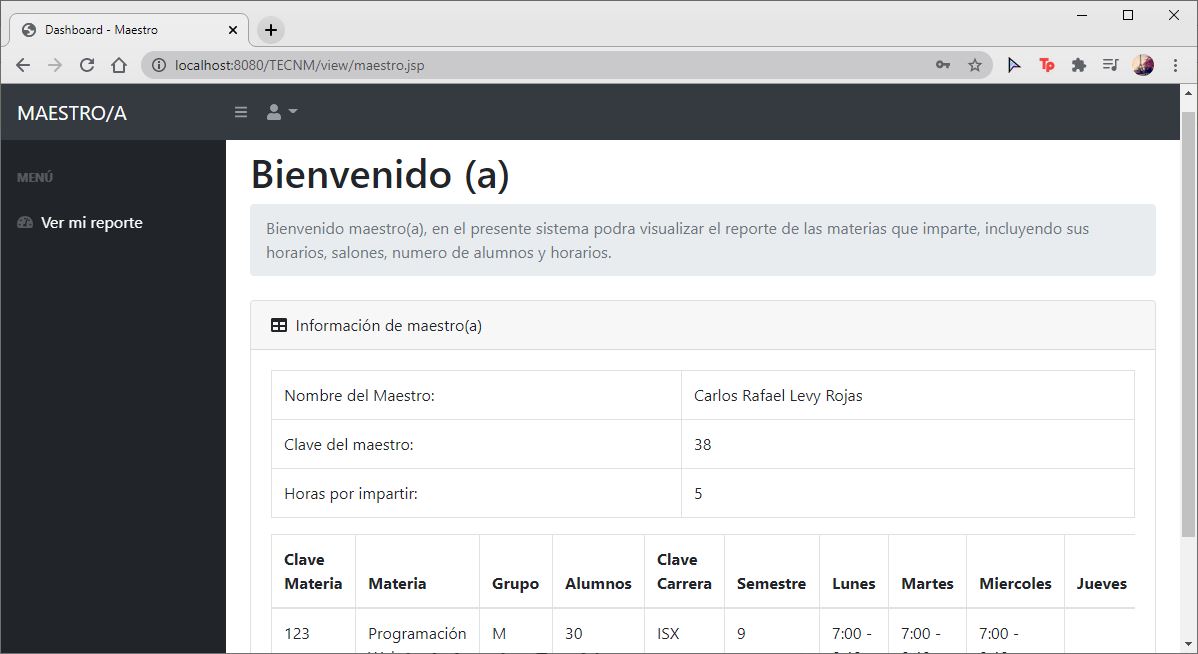 Dashboard - Maestro
localhost:8080/TECNM/view/maestro.jsp
MAESTRO/A
MENÚ
Ver mi reporte
Bienvenido (a)
Bienvenido maestro(a), en el presente sistema podra visualizar el reporte de las materias que imparte, incluyendo sus
horarios, salones, numero de alumnos y horarios.
Información de maestro(a)
Nombre del Maestro: Carlos Rafael Levy Rojas
Clave del maestro: 38
Horas por impartir: 5
Clave Materia Materia Grupo Alumnos Clave Carrera Semestre Lunes Martes Miercoles Jueves
123 Programación M 30 ISX 9 7:00 - 7:00 - 7:00 -